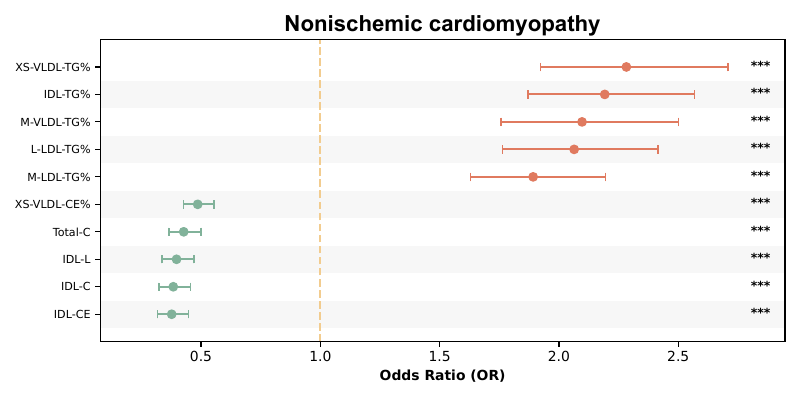 Nonischemic cardiomyopathy
XS-VLDL-TG% ***
IDL-TG% ***
M-VLDL-TG% ***
L-LDL-TG% ***
M-LDL-TG% ***
XS-VLDL-CE% ***
Total-C ***
IDL-L ***
IDL-C ***
IDL-CE ***
0.5 1.0 1.5 2.0 2.5
Odds Ratio (OR)